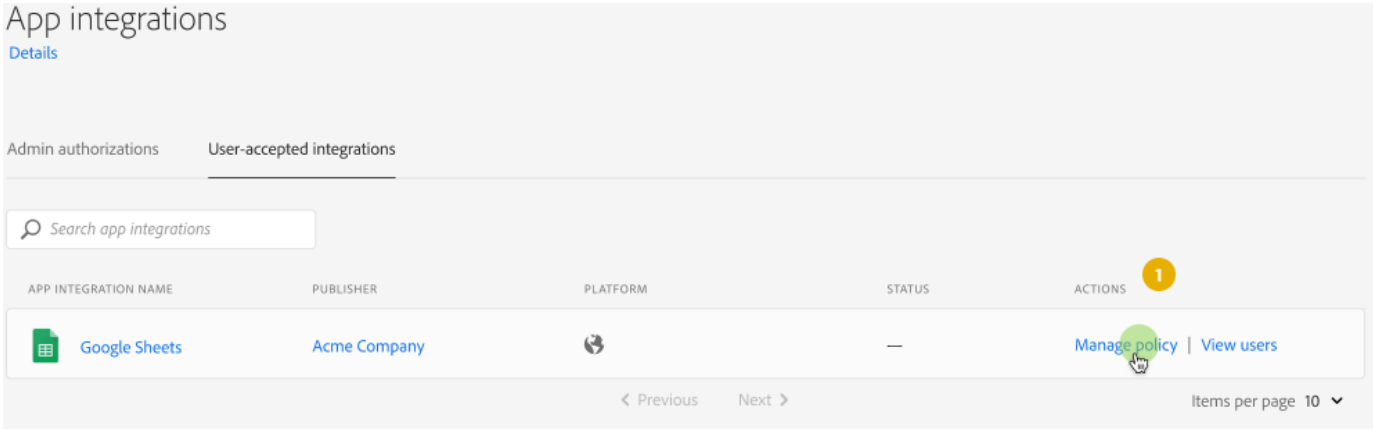 App integrations
Details
Admin authorizations User-accepted integrations
Search app integrations
1
APP INTEGRATION NAME PUBLISHER PLATFORM STATUS ACTIONS
Google Sheets Acme Company — Manage policy | View users
Previous Next Items per page 10